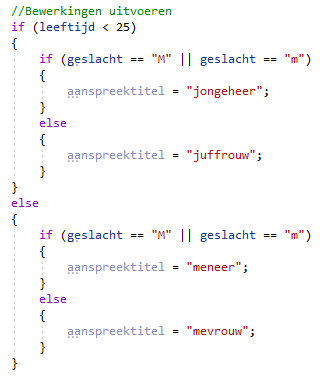 //Bewerkingen uitvoeren
if (leeftijd < 25)
{
    if (geslacht == "M" || geslacht == "m")
    {
        aanspreektitel = "jongeheer";
    }
    else
    {
        aanspreektitel = "juffrouw";
    }
}
else
{
    if (geslacht == "M" || geslacht == "m")
    {
        aanspreektitel = "meneer";
    }
    else
    {
        aanspreektitel = "mevrouw";
    }
}